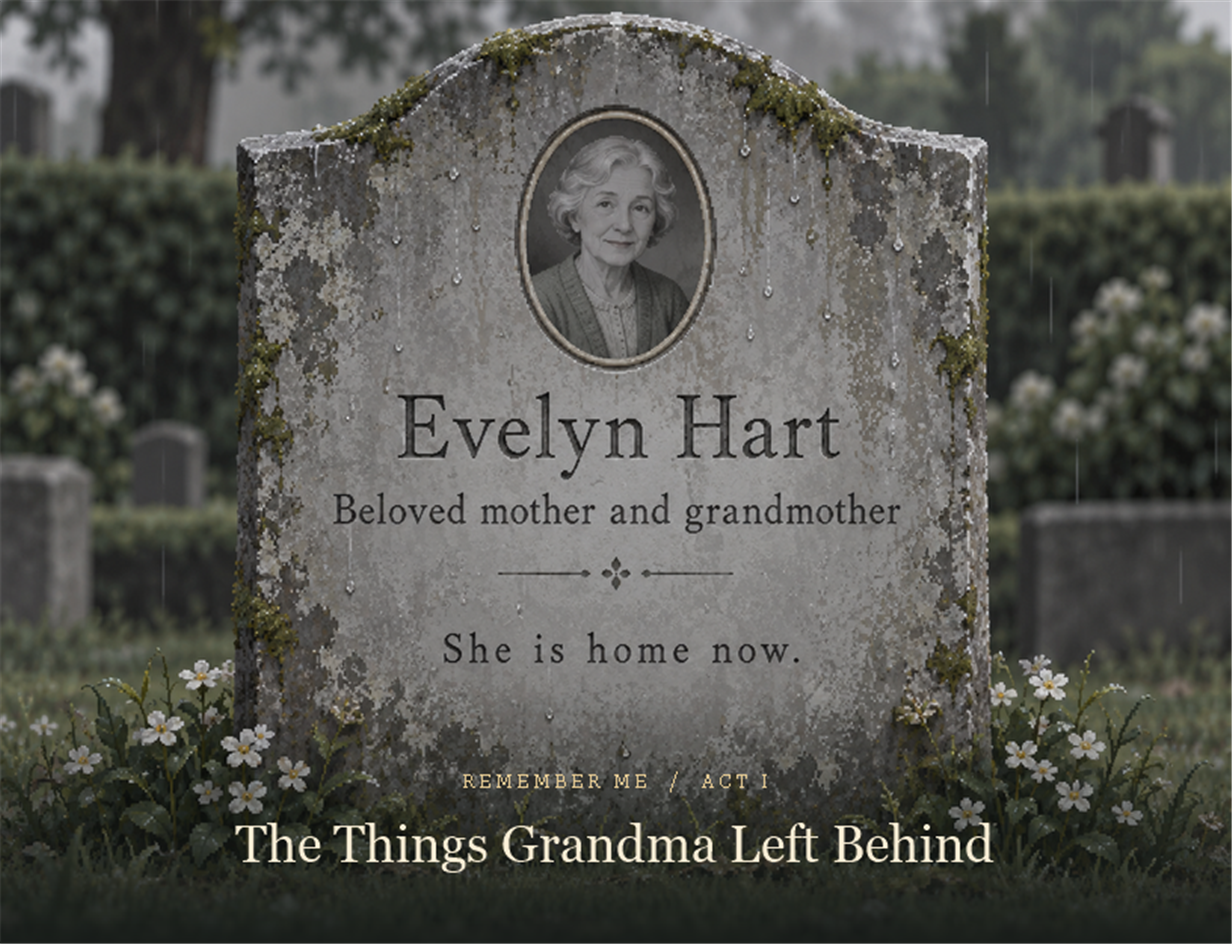 Evelyn Hart
Beloved mother and grandmother
She is home now.
REMEMBER ME / ACT I
The Things Grandma Left Behind